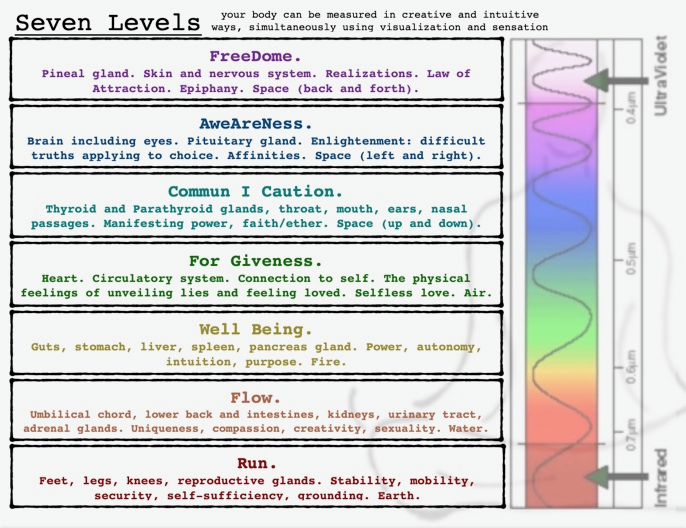 Seven Levels
your body can be measured in creative and intuitive
ways, simultaneously using visualization and sensation
FreeDome.
Pineal gland. Skin and nervous system. Realizations. Law of
Attraction. Epiphany. Space (back and forth).
AweAreNess.
Brain including eyes. Pituitary gland. Enlightenment: difficult
truths applying to choice. Affinities. Space (left and right).
Commun I Caution.
Thyroid and Parathyroid glands, throat, mouth, ears, nasal
passages. Manifesting power, faith/ether. Space (up and down).
For Giveness.
Heart. Circulatory system. Connection to self. The physical
feelings of unveiling lies and feeling loved. Selfless love. Air.
Well Being.
Guts, stomach, liver, spleen, pancreas gland. Power, autonomy,
intuition, purpose. Fire.
Flow.
Umbilical chord, lower back and intestines, kidneys, urinary tract,
adrenal glands. Uniqueness, compassion, creativity, sexuality. Water.
Run.
Feet, legs, knees, reproductive glands. Stability, mobility,
security, self-sufficiency, grounding. Earth.
UltraViolet
0.4µm
0.5µm
0.6µm
0.7µm
Infrared